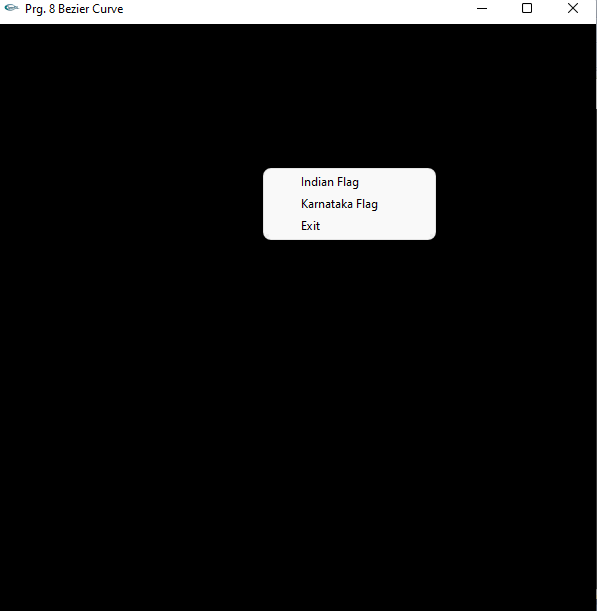 Prg. 8 Bezier Curve
Indian Flag
Karnataka Flag
Exit